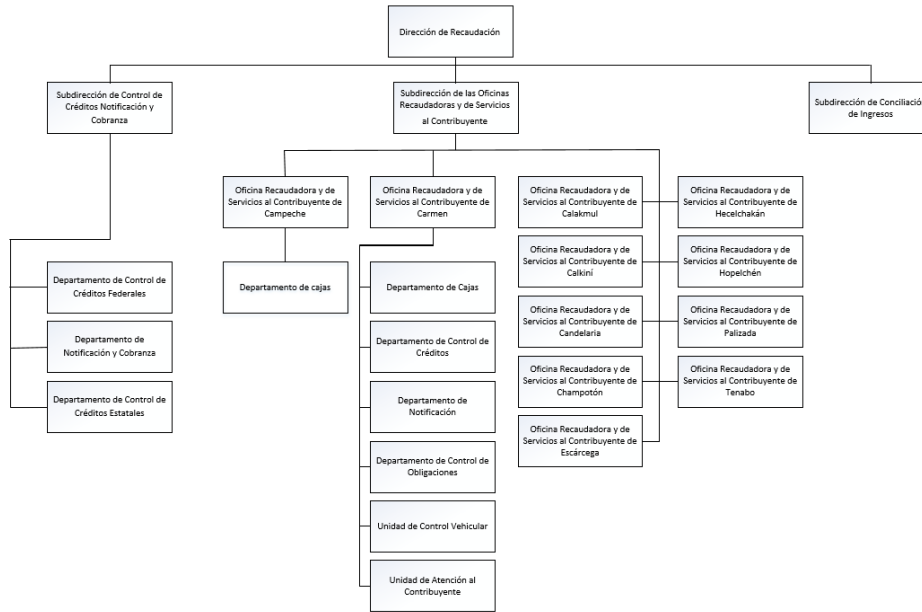 Dirección de Recaudación
Subdirección de Control de
Créditos Notificación y
Cobranza
Subdirección de las Oficinas
Recaudadoras y de Servicios
al Contribuyente
Subdirección de Conciliación
de Ingresos
Oficina Recaudadora y de
Servicios al Contribuyente de
Campeche
Oficina Recaudadora y de
Servicios al Contribuyente de
Carmen
Oficina Recaudadora y de
Servicios al Contribuyente de
Calakmul
Oficina Recaudadora y de
Servicios al Contribuyente de
Hecelchakán
Departamento de Control de
Créditos Federales
Departamento de
Notificación y Cobranza
Departamento de Control de
Créditos Estatales
Departamento de cajas
Departamento de Cajas
Departamento de Control de
Créditos
Departamento de
Notificación
Departamento de Control de
Obligaciones
Unidad de Control Vehicular
Unidad de Atención al
Contribuyente
Oficina Recaudadora y de
Servicios al Contribuyente de
Calkiní
Oficina Recaudadora y de
Servicios al Contribuyente de
Hopelchén
Oficina Recaudadora y de
Servicios al Contribuyente de
Candelaria
Oficina Recaudadora y de
Servicios al Contribuyente de
Palizada
Oficina Recaudadora y de
Servicios al Contribuyente de
Champotón
Oficina Recaudadora y de
Servicios al Contribuyente de
Tenabo
Oficina Recaudadora y de
Servicios al Contribuyente de
Escárcega